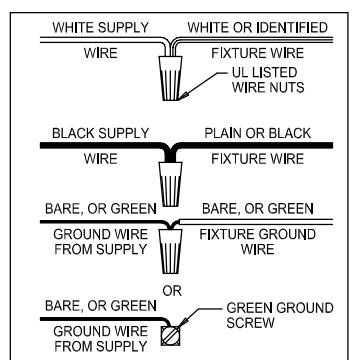 WHITE SUPPLY WHITE OR IDENTIFIED
WIRE FIXTURE WIRE
UL LISTED
WIRE NUTS
BLACK SUPPLY PLAIN OR BLACK
WIRE FIXTURE WIRE
BARE, OR GREEN BARE, OR GREEN
GROUND WIRE FIXTURE GROUND
FROM SUPPLY WIRE
OR
BARE, OR GREEN GREEN GROUND
SCREW
GROUND WIRE
FROM SUPPLY